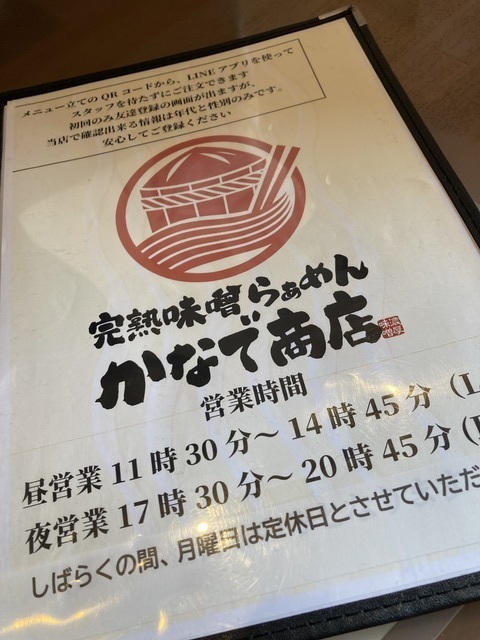 メニュー立てのQRコードから、LINEアプリを使って
スタッフを待たずにご注文できます
初回のみ友達登録の画面が出ますが、
当店で確認出来る情報は年代と性別のみです。
安心してご登録ください
完熟味噌らぁめん
かなで商店
濃厚味噌
営業時間
昼営業 11時30分～14時45分 (L
夜営業 17時30分～20時45分 (
しばらくの間、月曜日は定休日とさせていただ